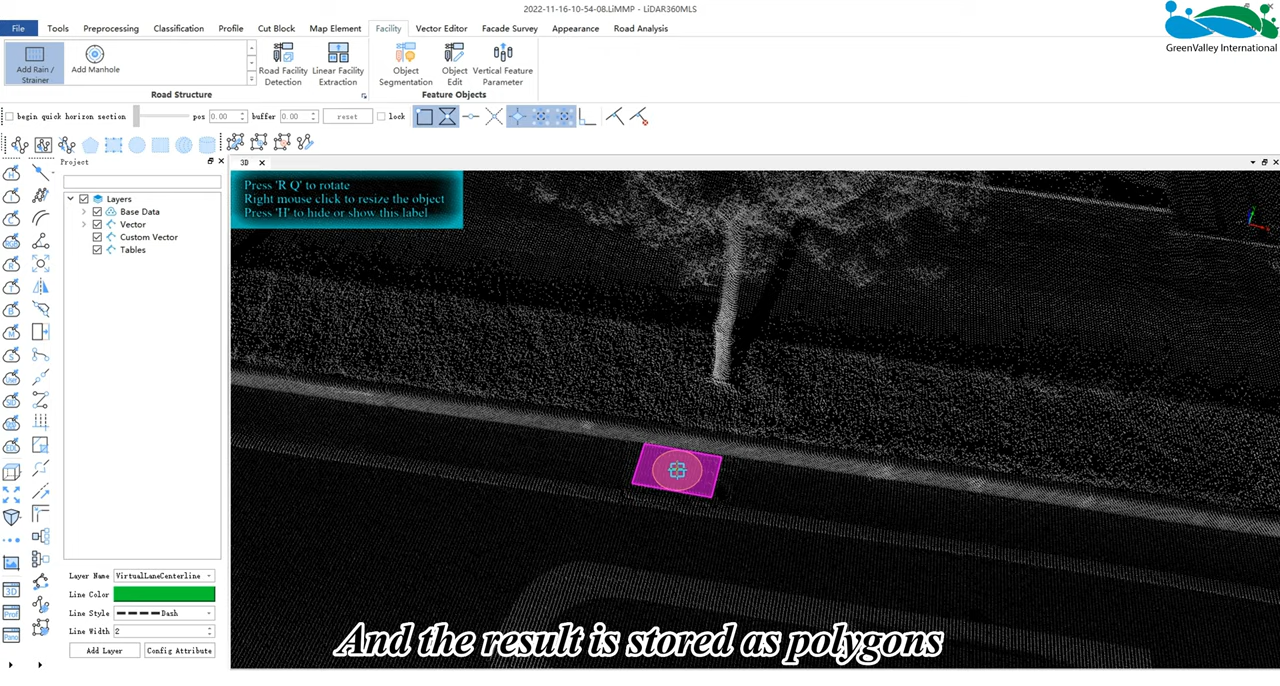 2022-11-16-10-54-08.LiMMP - LiDAR360MLS
GreenValley International
File Tools Preprocessing Classification Profile Cut Block Map Element Facility Vector Editor Facade Survey Appearance Road Analysis
Add Rain / Strainer
Add Manhole
Road Facility Detection
Linear Facility Extraction
Object Segmentation
Object Edit
Vertical Feature Parameter
Road Structure
Feature Objects
begin quick horizon section pos 0.00 buffer 0.00 reset lock
Project
3D
Press 'R Q' to rotate
Right mouse click to resize the object
Press 'H' to hide or show this label
Layers
Base Data
Vector
Custom Vector
Tables
Layer Name VirtualLaneCenterline
Line Color
Line Style Dash
Line Width 2
Add Layer Config Attribute
3D
Prof
Pano
And the result is stored as polygons